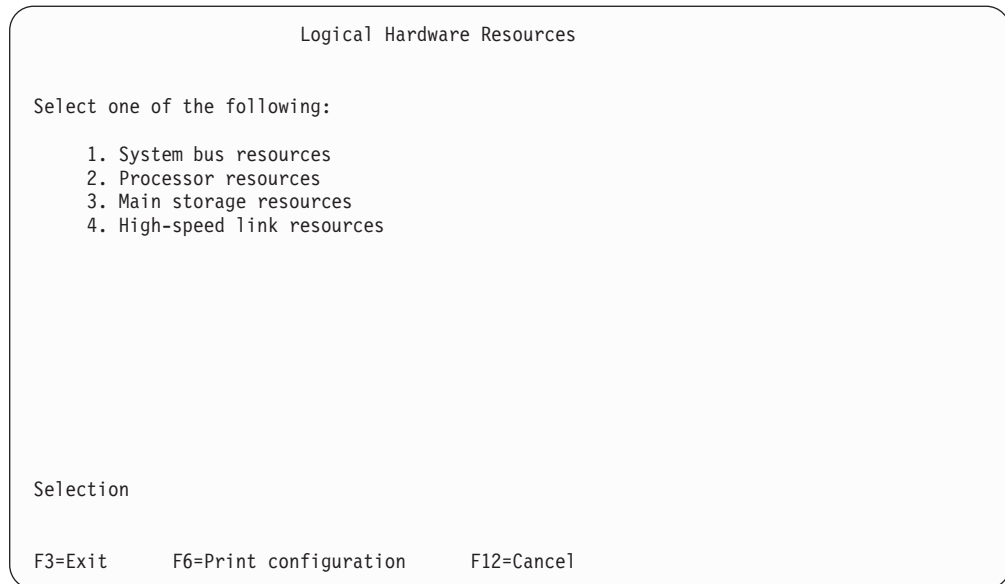 Logical Hardware Resources
Select one of the following:
1. System bus resources
2. Processor resources
3. Main storage resources
4. High-speed link resources
Selection
F3=Exit F6=Print configuration F12=Cancel